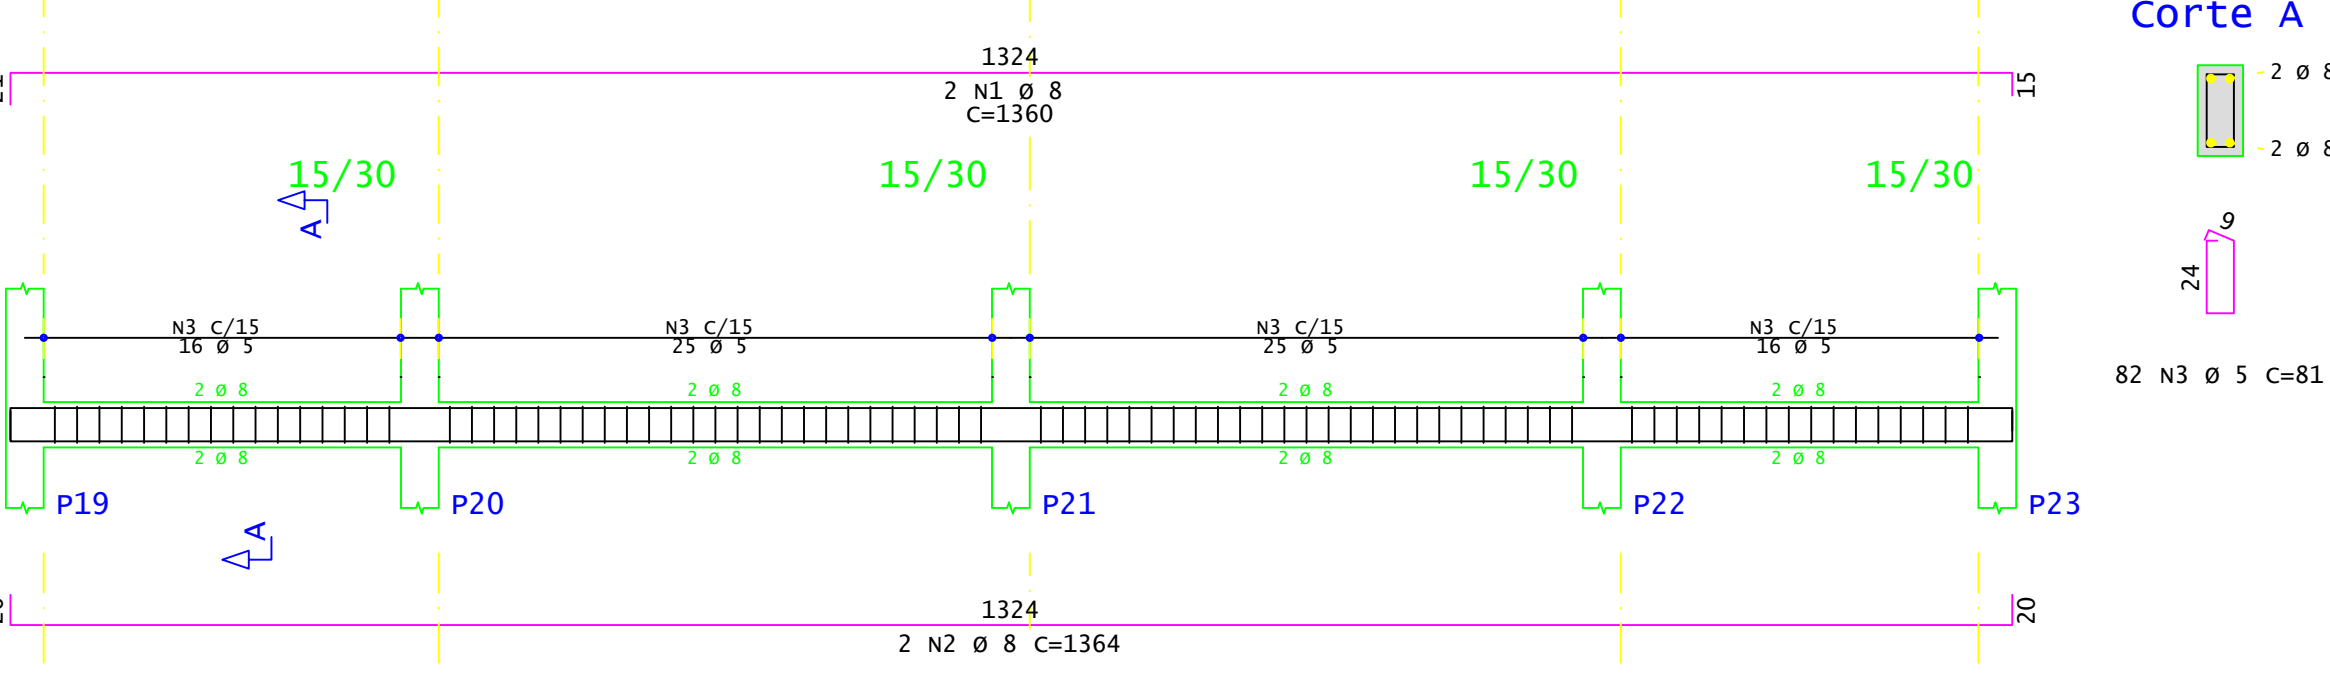 Corte A
1324
2 N1 Ø 8
C=1360
15
2 Ø 8
2 Ø 8
15/30
15/30
15/30
15/30
A
9
24
N3 C/15
16 Ø 5
N3 C/15
25 Ø 5
N3 C/15
25 Ø 5
N3 C/15
16 Ø 5
82 N3 Ø 5 C=81
2 Ø 8
2 Ø 8
2 Ø 8
2 Ø 8
2 Ø 8
2 Ø 8
2 Ø 8
2 Ø 8
P19
P20
P21
P22
P23
A
1324
20
2 N2 Ø 8 C=1364